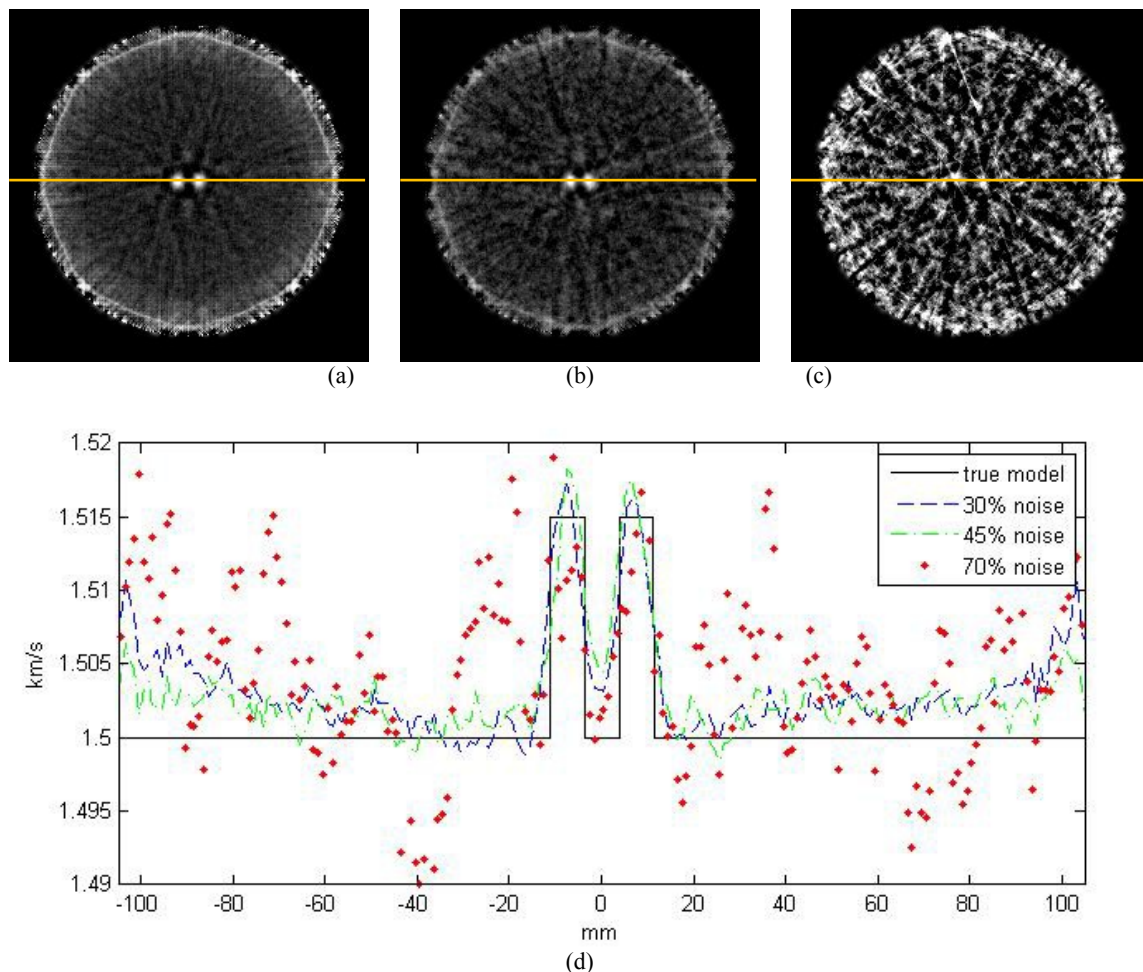 (a) (b) (c)
1.52
1.515
1.51
1.505
1.5
1.495
1.49
km/s
true model
30% noise
45% noise
70% noise
-100 -80 -60 -40 -20 0 20 40 60 80 100
mm
(d)